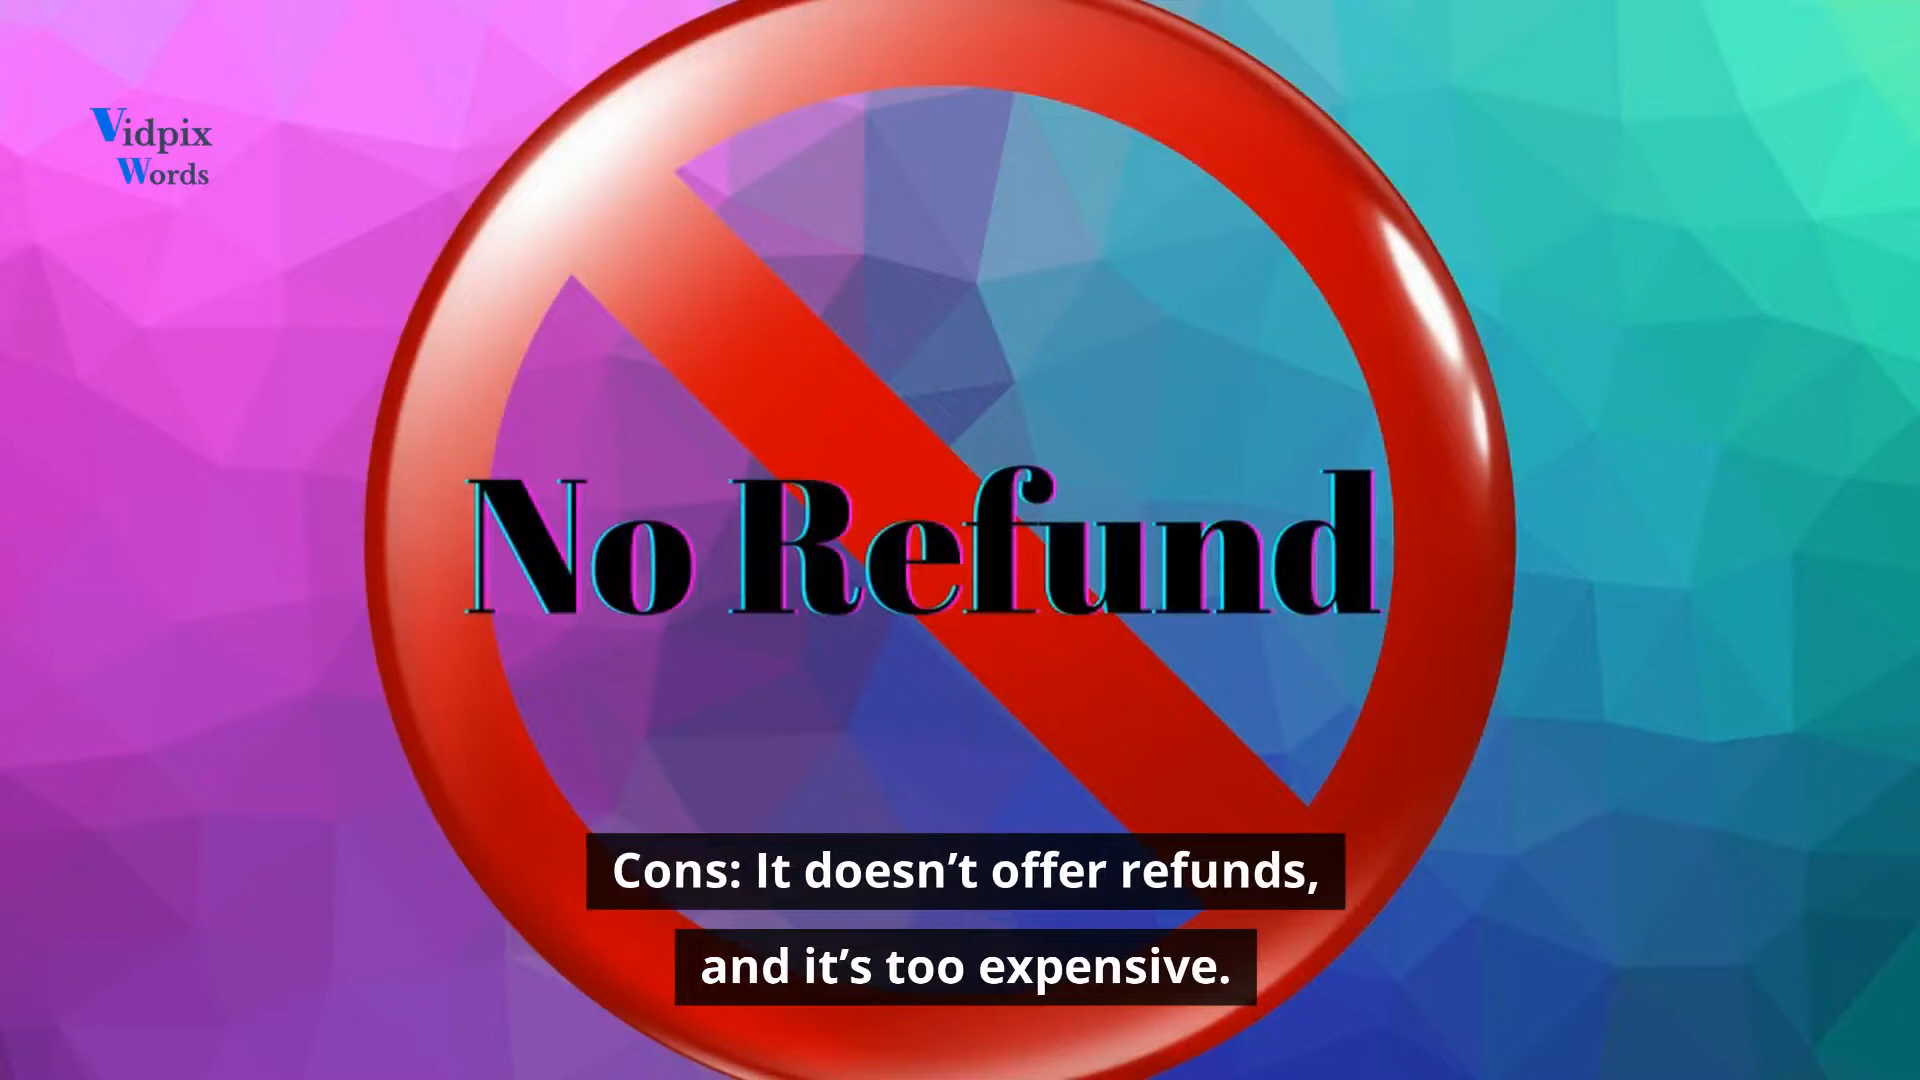 Vidpix
Words
No Refund
Cons: It doesn’t offer refunds,
and it’s too expensive.